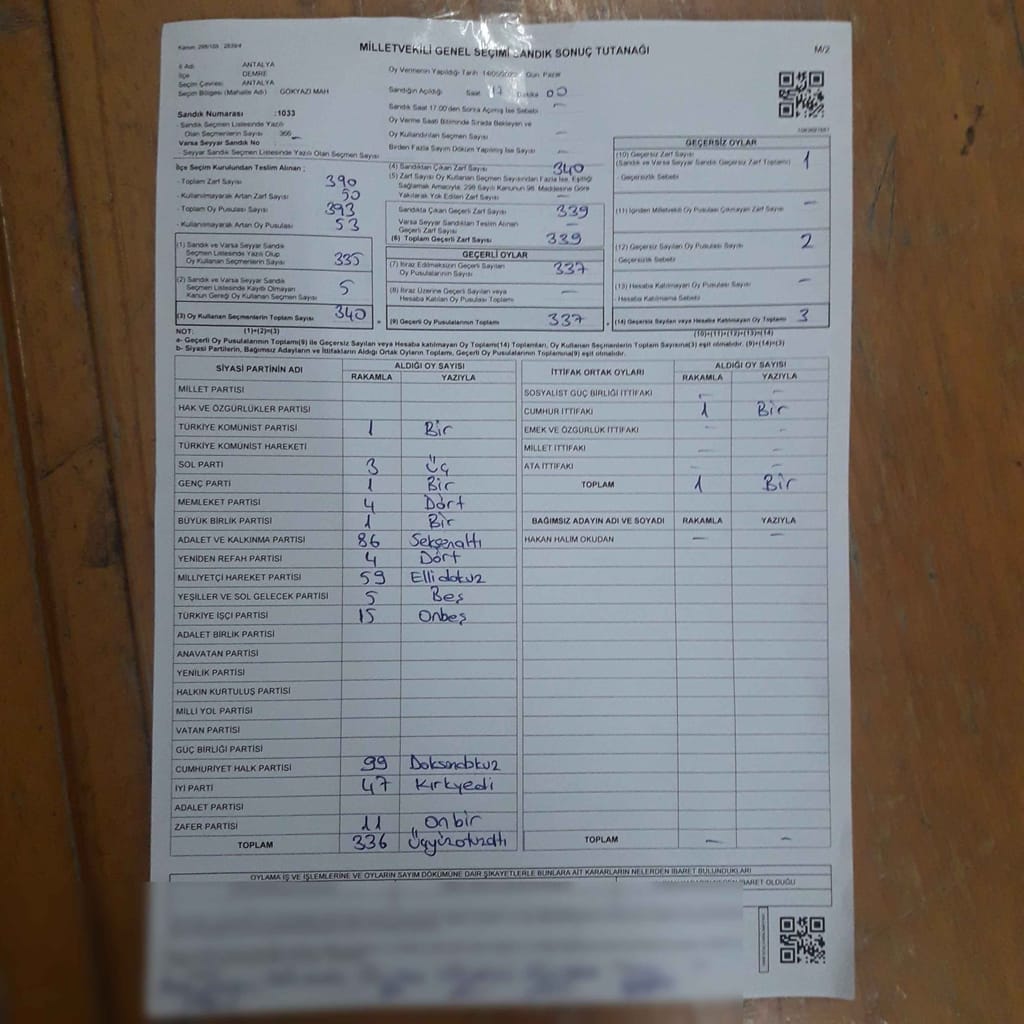 MİLLETVEKİLİ GENEL SEÇİMİ SANDIK SONUÇ TUTANAĞI
M/2
İl Adı ANTALYA
İlçe DEMRE
Seçim Çevresi ANTALYA
Seçim Bölgesi (Mahalle Adı) GÖKYAZI MAH
Oy Vermenin Yapıldığı Tarih Gün Pazar
Sandığın Açıldığı Saat 17 Dakika 00
Sandık Saat 17:00'den Sonra Açılmış İse Sebebi –
Oy Verme Saati Bitiminde Sırada Bekleyen ve
Oy Kullandırılan Seçmen Sayısı –
Birden Fazla Sayım Döküm Yapılmış İse Sayısı –
Sandık Numarası :1033
- Sandık Seçmen Listesinde Yazılı
Olan Seçmenlerin Sayısı 366
Varsa Seyyar Sandık No
- Seyyar Sandık Seçmen Listesinde Yazılı Olan Seçmen Sayısı
İlçe Seçim Kurulundan Teslim Alınan ;
- Toplam Zarf Sayısı 390
- Kullanılmayarak Artan Zarf Sayısı 50
- Toplam Oy Pusulası Sayısı 393
- Kullanılmayarak Artan Oy Pusulası 53
(1) Sandık ve Varsa Seyyar Sandık
Seçmen Listesinde Yazılı Olup
Oy Kullanan Seçmen Sayısı 335
(2) Sandık ve Varsa Seyyar Sandık
Seçmen Listesinde Kayıtlı Olmayan
Kanun Gereği Oy Kullanan Seçmen Sayısı 5
(3) Oy Kullanan Seçmenlerin Toplam Sayısı 340
(4) Sandıktan Çıkan Zarf Sayısı 340
(5) Zarf Sayısı Oy Kullanan Seçmen Sayısından Fazla İse, Eşitliği
Sağlamak Amacıyla, 298 Sayılı Kanunun 98. Maddesine Göre
Yakılarak Yok Edilen Zarf Sayısı –
Sandıkta Çıkan Geçerli Zarf Sayısı 339
Varsa Seyyar Sandıktan Teslim Alınan
Geçerli Zarf Sayısı –
(6) Toplam Geçerli Zarf Sayısı 339
GEÇERLİ OYLAR
(7) İtiraz Edilmeksizin Geçerli Sayılan
Oy Pusulalarının Sayısı 337
(8) İtiraz Üzerine Geçerli Sayılan veya
Hesaba Katılan Oy Pusulası Toplamı –
(9) Geçerli Oy Pusulalarının Toplamı 337
GEÇERSİZ OYLAR
(10) Geçersiz Zarf Sayısı
(Sandık ve Varsa Seyyar Sandık Geçersiz Zarf Toplamı) 1
- Geçersizlik Sebebi
(11) İçinden Milletvekili Oy Pusulası Çıkmayan Zarf Sayısı –
(12) Geçersiz Sayılan Oy Pusulası Sayısı 2
- Geçersizlik Sebebi
(13) Hesaba Katılmayan Oy Pusulası Sayısı –
- Hesaba Katılmama Sebebi
(14) Geçersiz Sayılan veya Hesaba Katılmayan Oy Toplamı 3
NOT: (1)+(2)=(3) (10)+(11)+(12)+(13)=(14)
a- Geçerli Oy Pusulalarının Toplamı(9) ile Geçersiz Sayılan veya Hesaba katılmayan Oy Toplamı(14) Toplamları, Oy Kullanan Seçmenlerin Toplam Sayısına(3) eşit olmalıdır. (9)+(14)=(3)
b- Siyasi Partilerin, Bağımsız Adayların ve İttifakların Aldığı Ortak Oyların Toplamı, Geçerli Oy Pusulalarının Toplamına(9) eşit olmalıdır.
SİYASİ PARTİNİN ADI ALDIĞI OY SAYISI
RAKAMLA YAZIYLA
MİLLET PARTİSİ
HAK VE ÖZGÜRLÜKLER PARTİSİ
TÜRKİYE KOMÜNİST PARTİSİ 1 Bir
TÜRKİYE KOMÜNİST HAREKETİ
SOL PARTİ 3 Üç
GENÇ PARTİ 1 Bir
MEMLEKET PARTİSİ 4 Dört
BÜYÜK BİRLİK PARTİSİ 1 Bir
ADALET VE KALKINMA PARTİSİ 86 Seksenaltı
YENİDEN REFAH PARTİSİ 4 Dört
MİLLİYETÇİ HAREKET PARTİSİ 59 Ellidokuz
YEŞİLLER VE SOL GELECEK PARTİSİ 5 Beş
TÜRKİYE İŞÇİ PARTİSİ 15 Onbeş
ADALET BİRLİK PARTİSİ
ANAVATAN PARTİSİ
YENİLİK PARTİSİ
HALKIN KURTULUŞ PARTİSİ
MİLLİ YOL PARTİSİ
VATAN PARTİSİ
GÜÇ BİRLİĞİ PARTİSİ
CUMHURİYET HALK PARTİSİ 99 Doksandokuz
İYİ PARTİ 47 Kırkyedi
ADALET PARTİSİ
ZAFER PARTİSİ 11 Onbir
TOPLAM 336 Üçyüzotuzaltı
İTTİFAK ORTAK OYLARI ALDIĞI OY SAYISI
RAKAMLA YAZIYLA
SOSYALİST GÜÇ BİRLİĞİ İTTİFAKI – –
CUMHUR İTTİFAKI 1 Bir
EMEK VE ÖZGÜRLÜK İTTİFAKI – –
MİLLET İTTİFAKI – –
ATA İTTİFAKI – –
TOPLAM 1 Bir
BAĞIMSIZ ADAYIN ADI VE SOYADI RAKAMLA YAZIYLA
HAKAN HALİM OKUDAN – –
TOPLAM – –
OYLAMA İŞ VE İŞLEMLERİNE VE OYLARIN SAYIM DÖKÜMÜNE DAİR ŞİKAYETLERLE BUNLARA AİT KARARLARIN NELERDEN İBARET BULUNDUKLARI
İBARET OLDUĞU